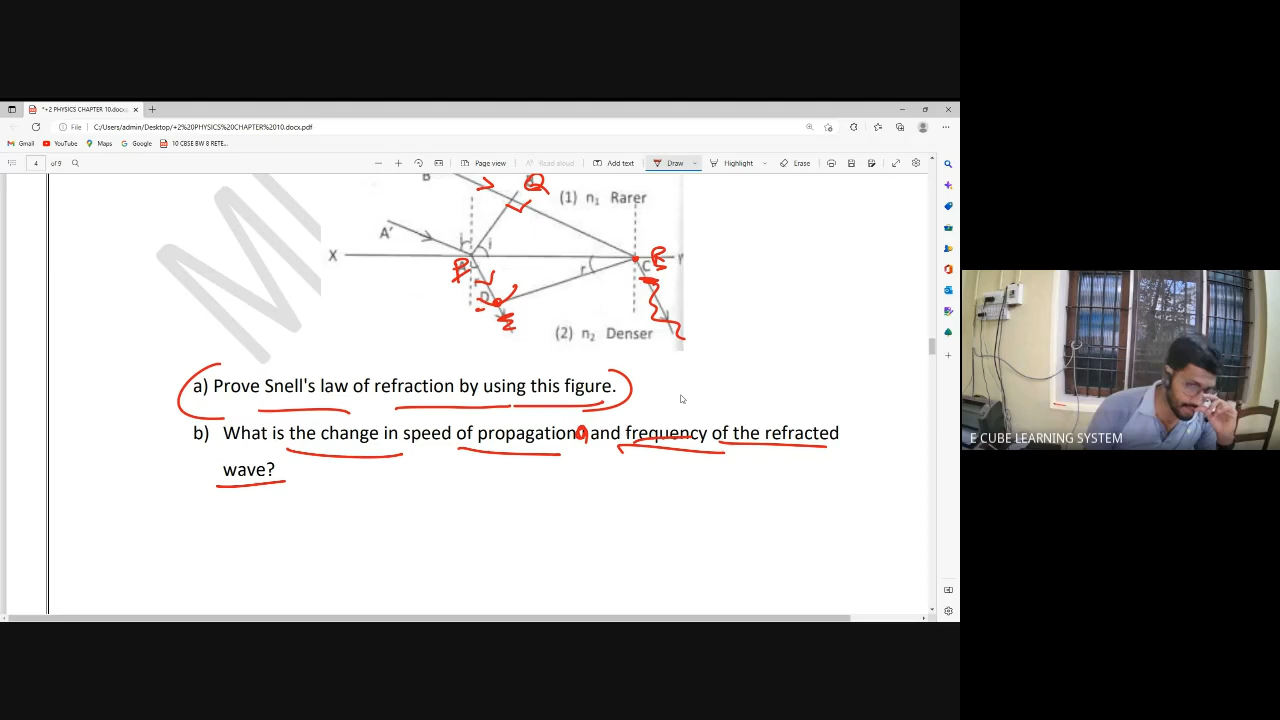 *+2 PHYSICS CHAPTER 10.docx.p
File C:/Users/admin/Desktop/+2%20PHYSICS%20CHAPTER%2010.docx.pdf
Gmail YouTube Maps Google 10 CBSE BW 8 RETE...
4 of 9 Page view Read aloud Add text Draw Highlight Erase
B Q (1) n₁ Rarer
A' i i
X P C R Y
r r
D
(2) n₂ Denser
a) Prove Snell's law of refraction by using this figure.
b) What is the change in speed of propagation and frequency of the refracted
wave?
E CUBE LEARNING SYSTEM